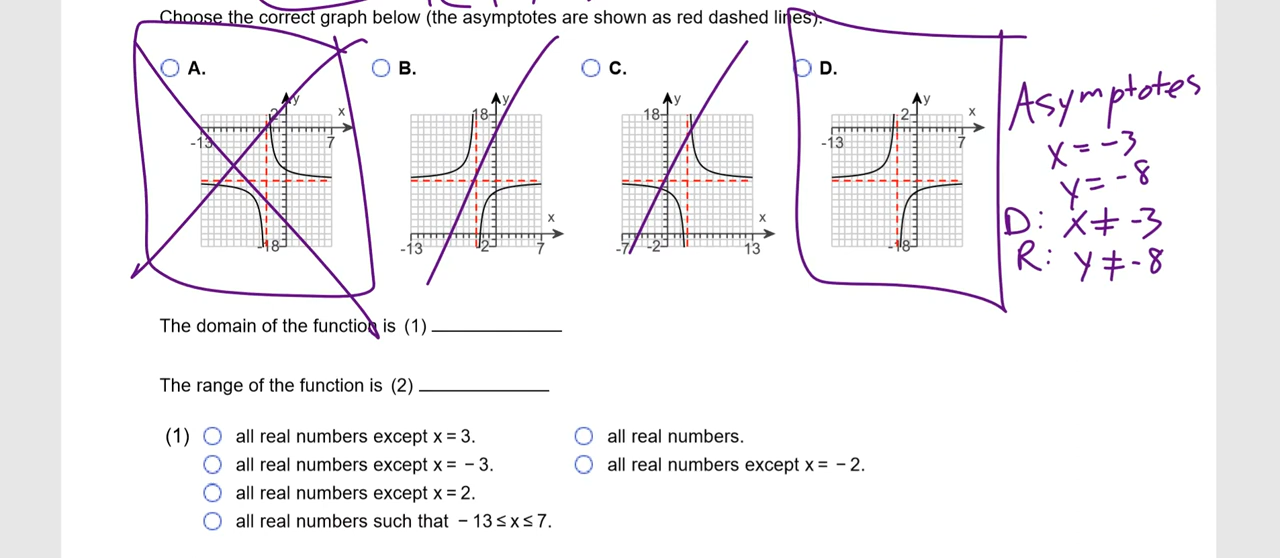 Choose the correct graph below (the asymptotes are shown as red dashed lines).
A.
B.
C.
D.
2 y x
-13 7
-18
18 y
x
-13 -2 7
18 y
x
-7 -2 13
2 y x
-13 7
-18
Asymptotes
x = -3
y = -8
D: x ≠ -3
R: y ≠ -8
The domain of the function is (1)
The range of the function is (2)
(1) all real numbers except x = 3.
all real numbers.
all real numbers except x = - 3.
all real numbers except x = - 2.
all real numbers except x = 2.
all real numbers such that - 13 ≤ x ≤ 7.